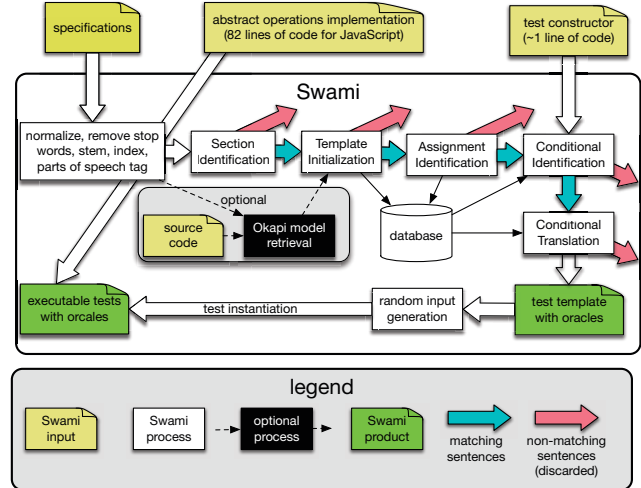 specifications
abstract operations implementation
(82 lines of code for JavaScript)
test constructor
(~1 line of code)
Swami
normalize, remove stop
words, stem, index,
parts of speech tag
Section
Identification
Template
Initialization
Assignment
Identification
Conditional
Identification
optional
source
code
Okapi model
retrieval
database
Conditional
Translation
executable tests
with orcales
test instantiation
random input
generation
test template
with oracles
legend
Swami
input
Swami
process
optional
process
Swami
product
matching
sentences
non-matching
sentences
(discarded)